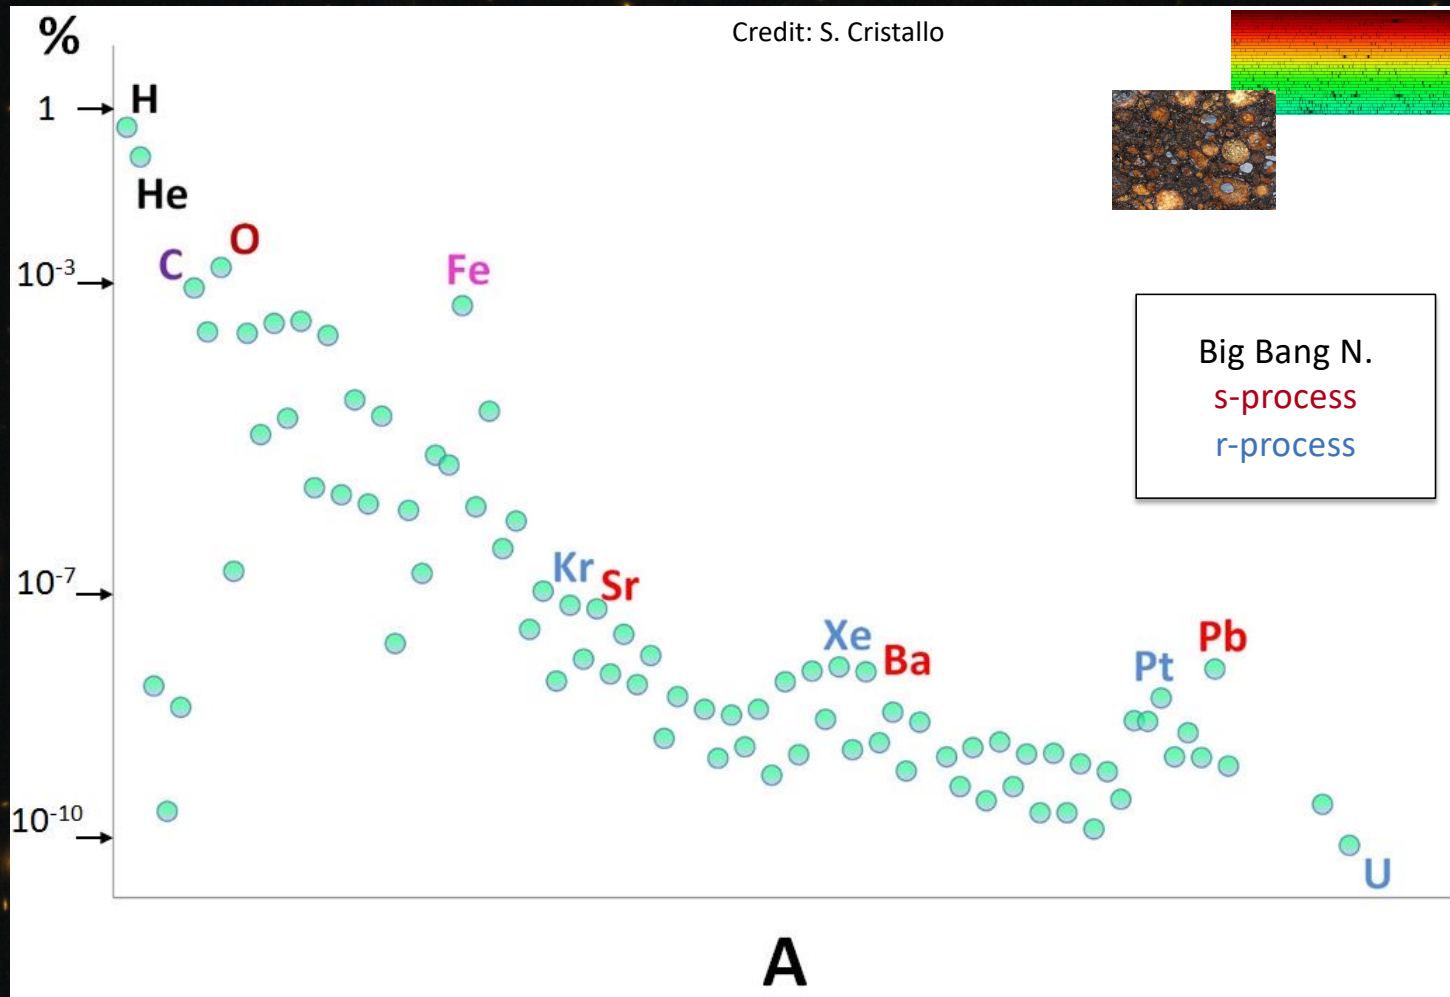 %
Credit: S. Cristallo
1
H
He
C
O
10⁻³
Fe
Big Bang N.
s-process
r-process
10⁻⁷
Kr
Sr
Xe
Ba
Pt
Pb
10⁻¹⁰
U
A